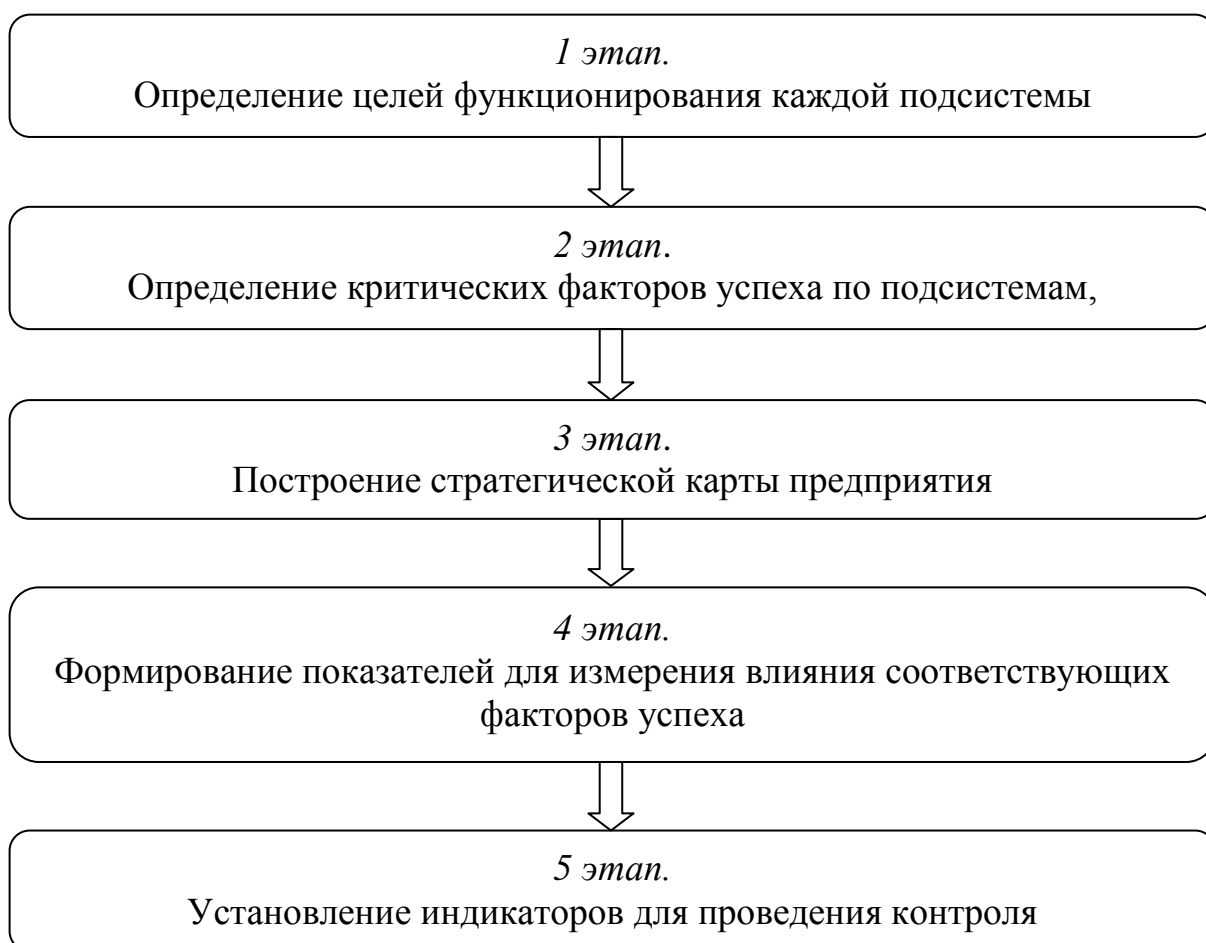 1 этап.
Определение целей функционирования каждой подсистемы
2 этап.
Определение критических факторов успеха по подсистемам,
3 этап.
Построение стратегической карты предприятия
4 этап.
Формирование показателей для измерения влияния соответствующих
факторов успеха
5 этап.
Установление индикаторов для проведения контроля